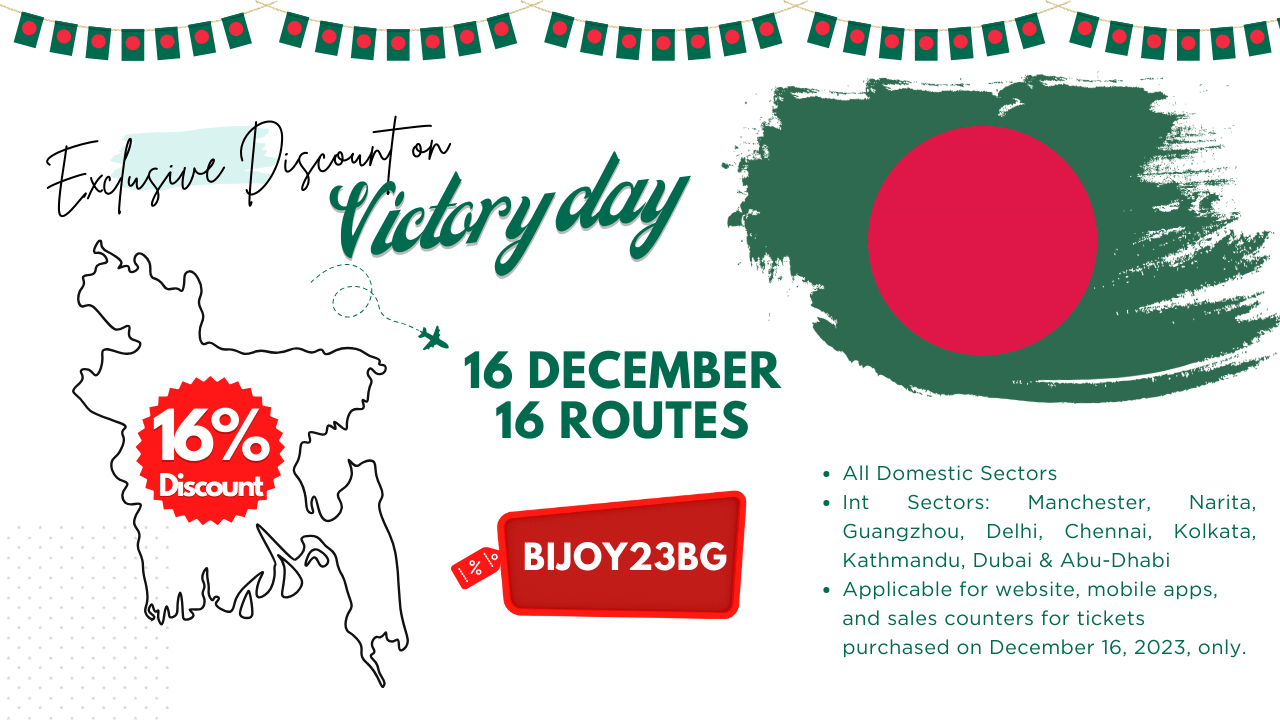 Exclusive Discount on
Victory day
16%
Discount
16 DECEMBER
16 ROUTES
%
BIJOY23BG
• All Domestic Sectors
• Int Sectors: Manchester, Narita,
Guangzhou, Delhi, Chennai, Kolkata,
Kathmandu, Dubai & Abu-Dhabi
• Applicable for website, mobile apps,
and sales counters for tickets
purchased on December 16, 2023, only.